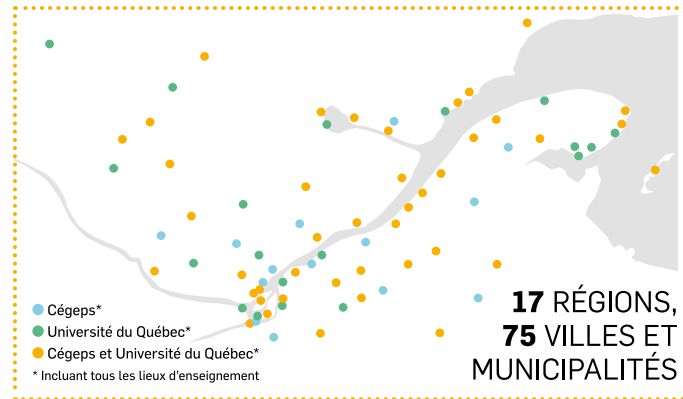 Cégeps*
Université du Québec*
Cégeps et Université du Québec*
* Incluant tous les lieux d'enseignement
17 RÉGIONS,
75 VILLES ET
MUNICIPALITÉS